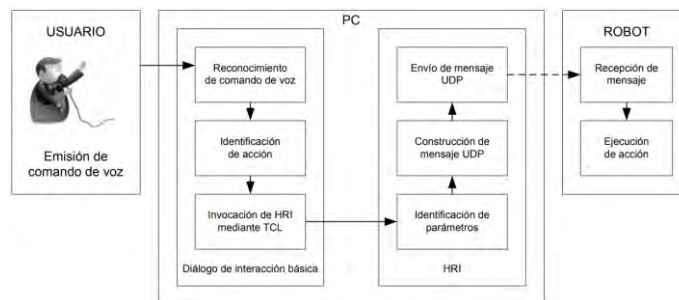 USUARIO
Emisión de
comando de voz
PC
Reconocimiento
de comando de voz
Identificación
de acción
Invocación de HRI
mediante TCL
Diálogo de interacción básica
Envío de mensaje
UDP
Construcción de
mensaje UDP
Identificación de
parámetros
HRI
ROBOT
Recepción de
mensaje
Ejecución
de acción